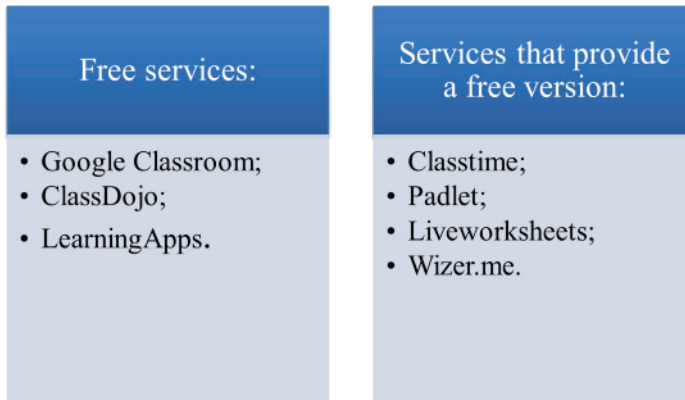 Free services:
• Google Classroom;
• ClassDojo;
• LearningApps.
Services that provide
a free version:
• Classtime;
• Padlet;
• Liveworksheets;
• Wizer.me.